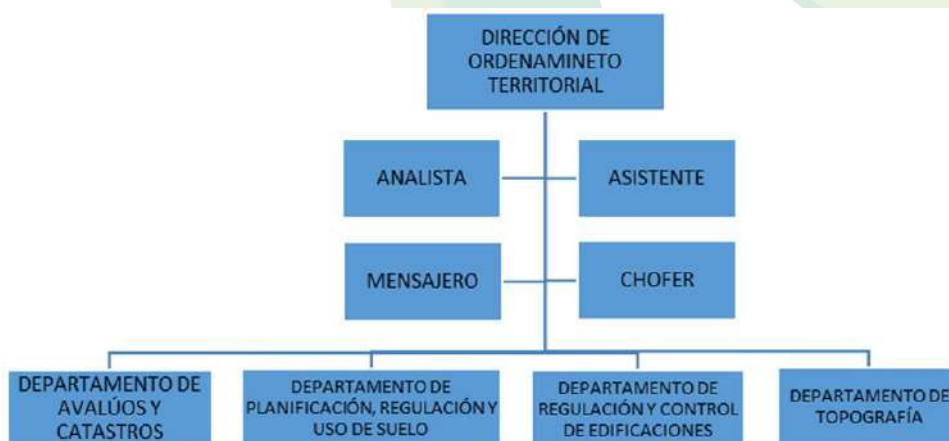 DIRECCIÓN DE
ORDENAMINETO
TERRITORIAL
ANALISTA
ASISTENTE
MENSAJERO
CHOFER
DEPARTAMENTO DE
AVALÚOS Y
CATASTROS
DEPARTAMENTO DE
PLANIFICACIÓN, REGULACIÓN Y
USO DE SUELO
DEPARTAMENTO DE
REGULACIÓN Y CONTROL
DE EDIFICACIONES
DEPARTAMENTO DE
TOPOGRAFÍA